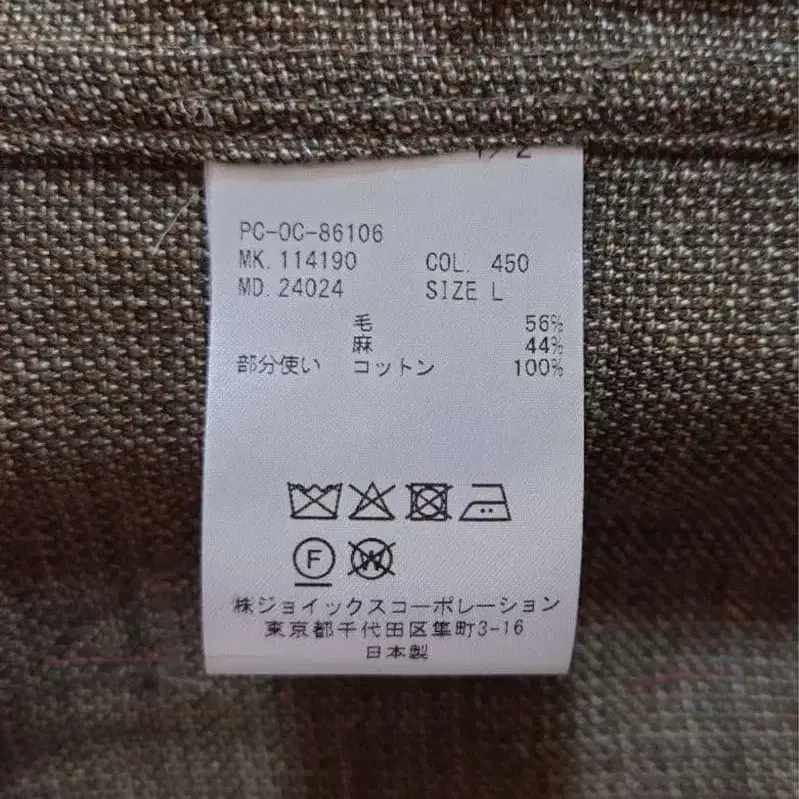 PC-OC-86106
MK. 114190 COL. 450
MD. 24024 SIZE L
毛 56%
麻 44%
部分使い コットン 100%
F W
株ジョイックスコーポレーション
東京都千代田区隼町3-16
日本製